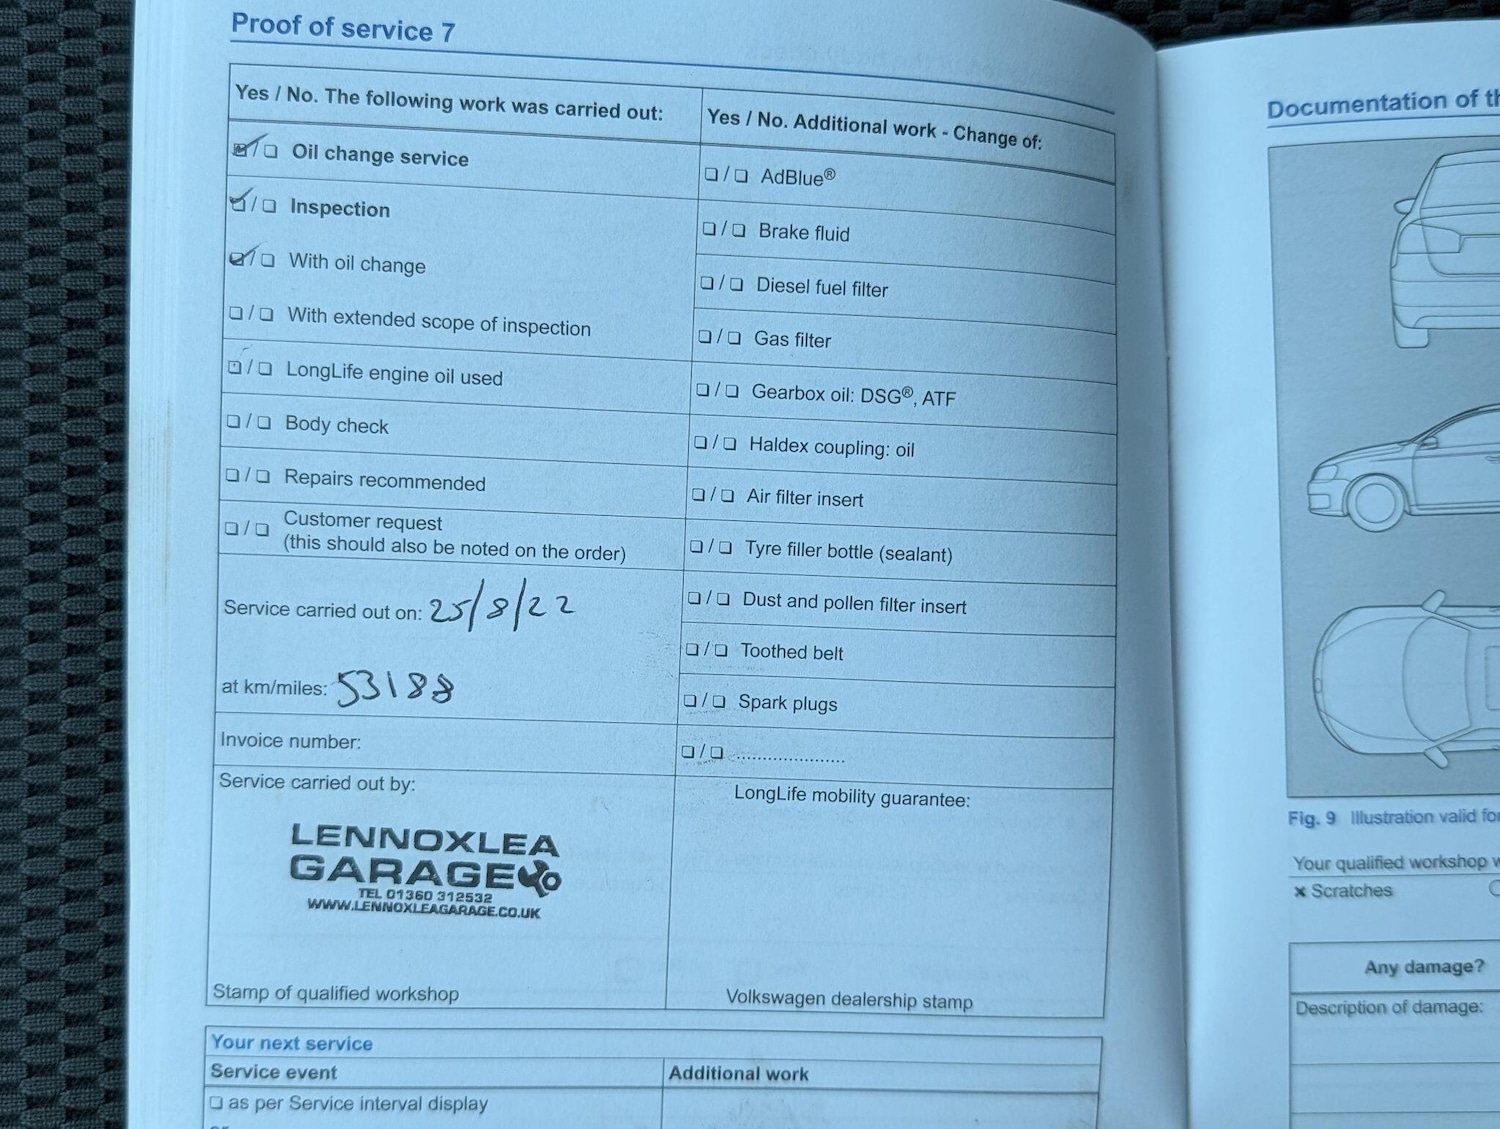 Proof of service 7
Yes / No. The following work was carried out:
☑/☐ Oil change service
☑/☐ Inspection
☑/☐ With oil change
☐/☐ With extended scope of inspection
☐/☐ LongLife engine oil used
☐/☐ Body check
☐/☐ Repairs recommended
☐/☐ Customer request
(this should also be noted on the order)
Service carried out on: 25/8/22
at km/miles: 53188
Invoice number:
Service carried out by:
LENNOXLEA
GARAGE
TEL 01360 312532
WWW.LENNOXLEAGARAGE.CO.UK
Stamp of qualified workshop
Yes / No. Additional work - Change of:
☐/☐ AdBlue®
☐/☐ Brake fluid
☐/☐ Diesel fuel filter
☐/☐ Gas filter
☐/☐ Gearbox oil: DSG®, ATF
☐/☐ Haldex coupling: oil
☐/☐ Air filter insert
☐/☐ Tyre filler bottle (sealant)
☐/☐ Dust and pollen filter insert
☐/☐ Toothed belt
☐/☐ Spark plugs
☐/☐ .....................
LongLife mobility guarantee:
Volkswagen dealership stamp
Your next service
Service event
Additional work
☐ as per Service interval display
Documentation of
Fig. 9 Illustration valid
Your qualified workshop
× Scratches
Any damage?
Description of damage: